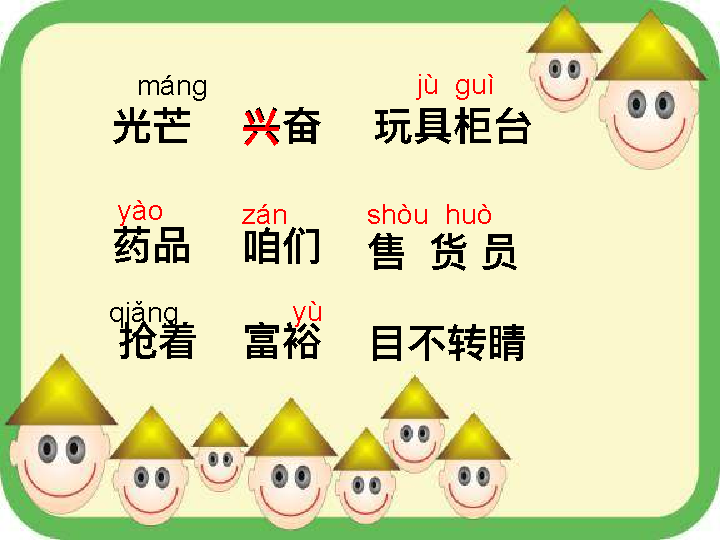 máng jù guì
光芒 兴奋 玩具柜台
yào zán shòu huò
药品 咱们 售 货 员
qiǎng yù
抢着 富裕 目不转睛